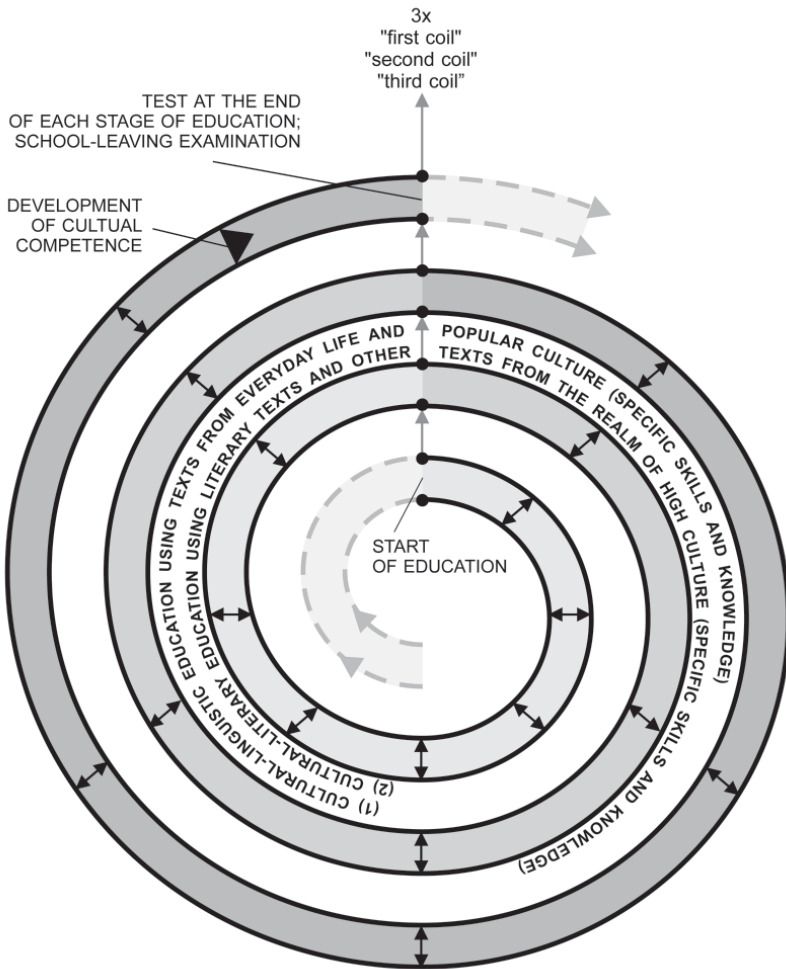 3x
"first coil"
"second coil"
"third coil"
TEST AT THE END
OF EACH STAGE OF EDUCATION;
SCHOOL-LEAVING EXAMINATION
DEVELOPMENT
OF CULTUAL
COMPETENCE
(1) CULTURAL-LINGUISTIC EDUCATION USING TEXTS FROM EVERYDAY LIFE AND POPULAR CULTURE (SPECIFIC SKILLS AND KNOWLEDGE)
(2) CULTURAL-LITERARY EDUCATION USING LITERARY TEXTS AND OTHER TEXTS FROM THE REALM OF HIGH CULTURE (SPECIFIC SKILLS AND KNOWLEDGE)
START
OF EDUCATION